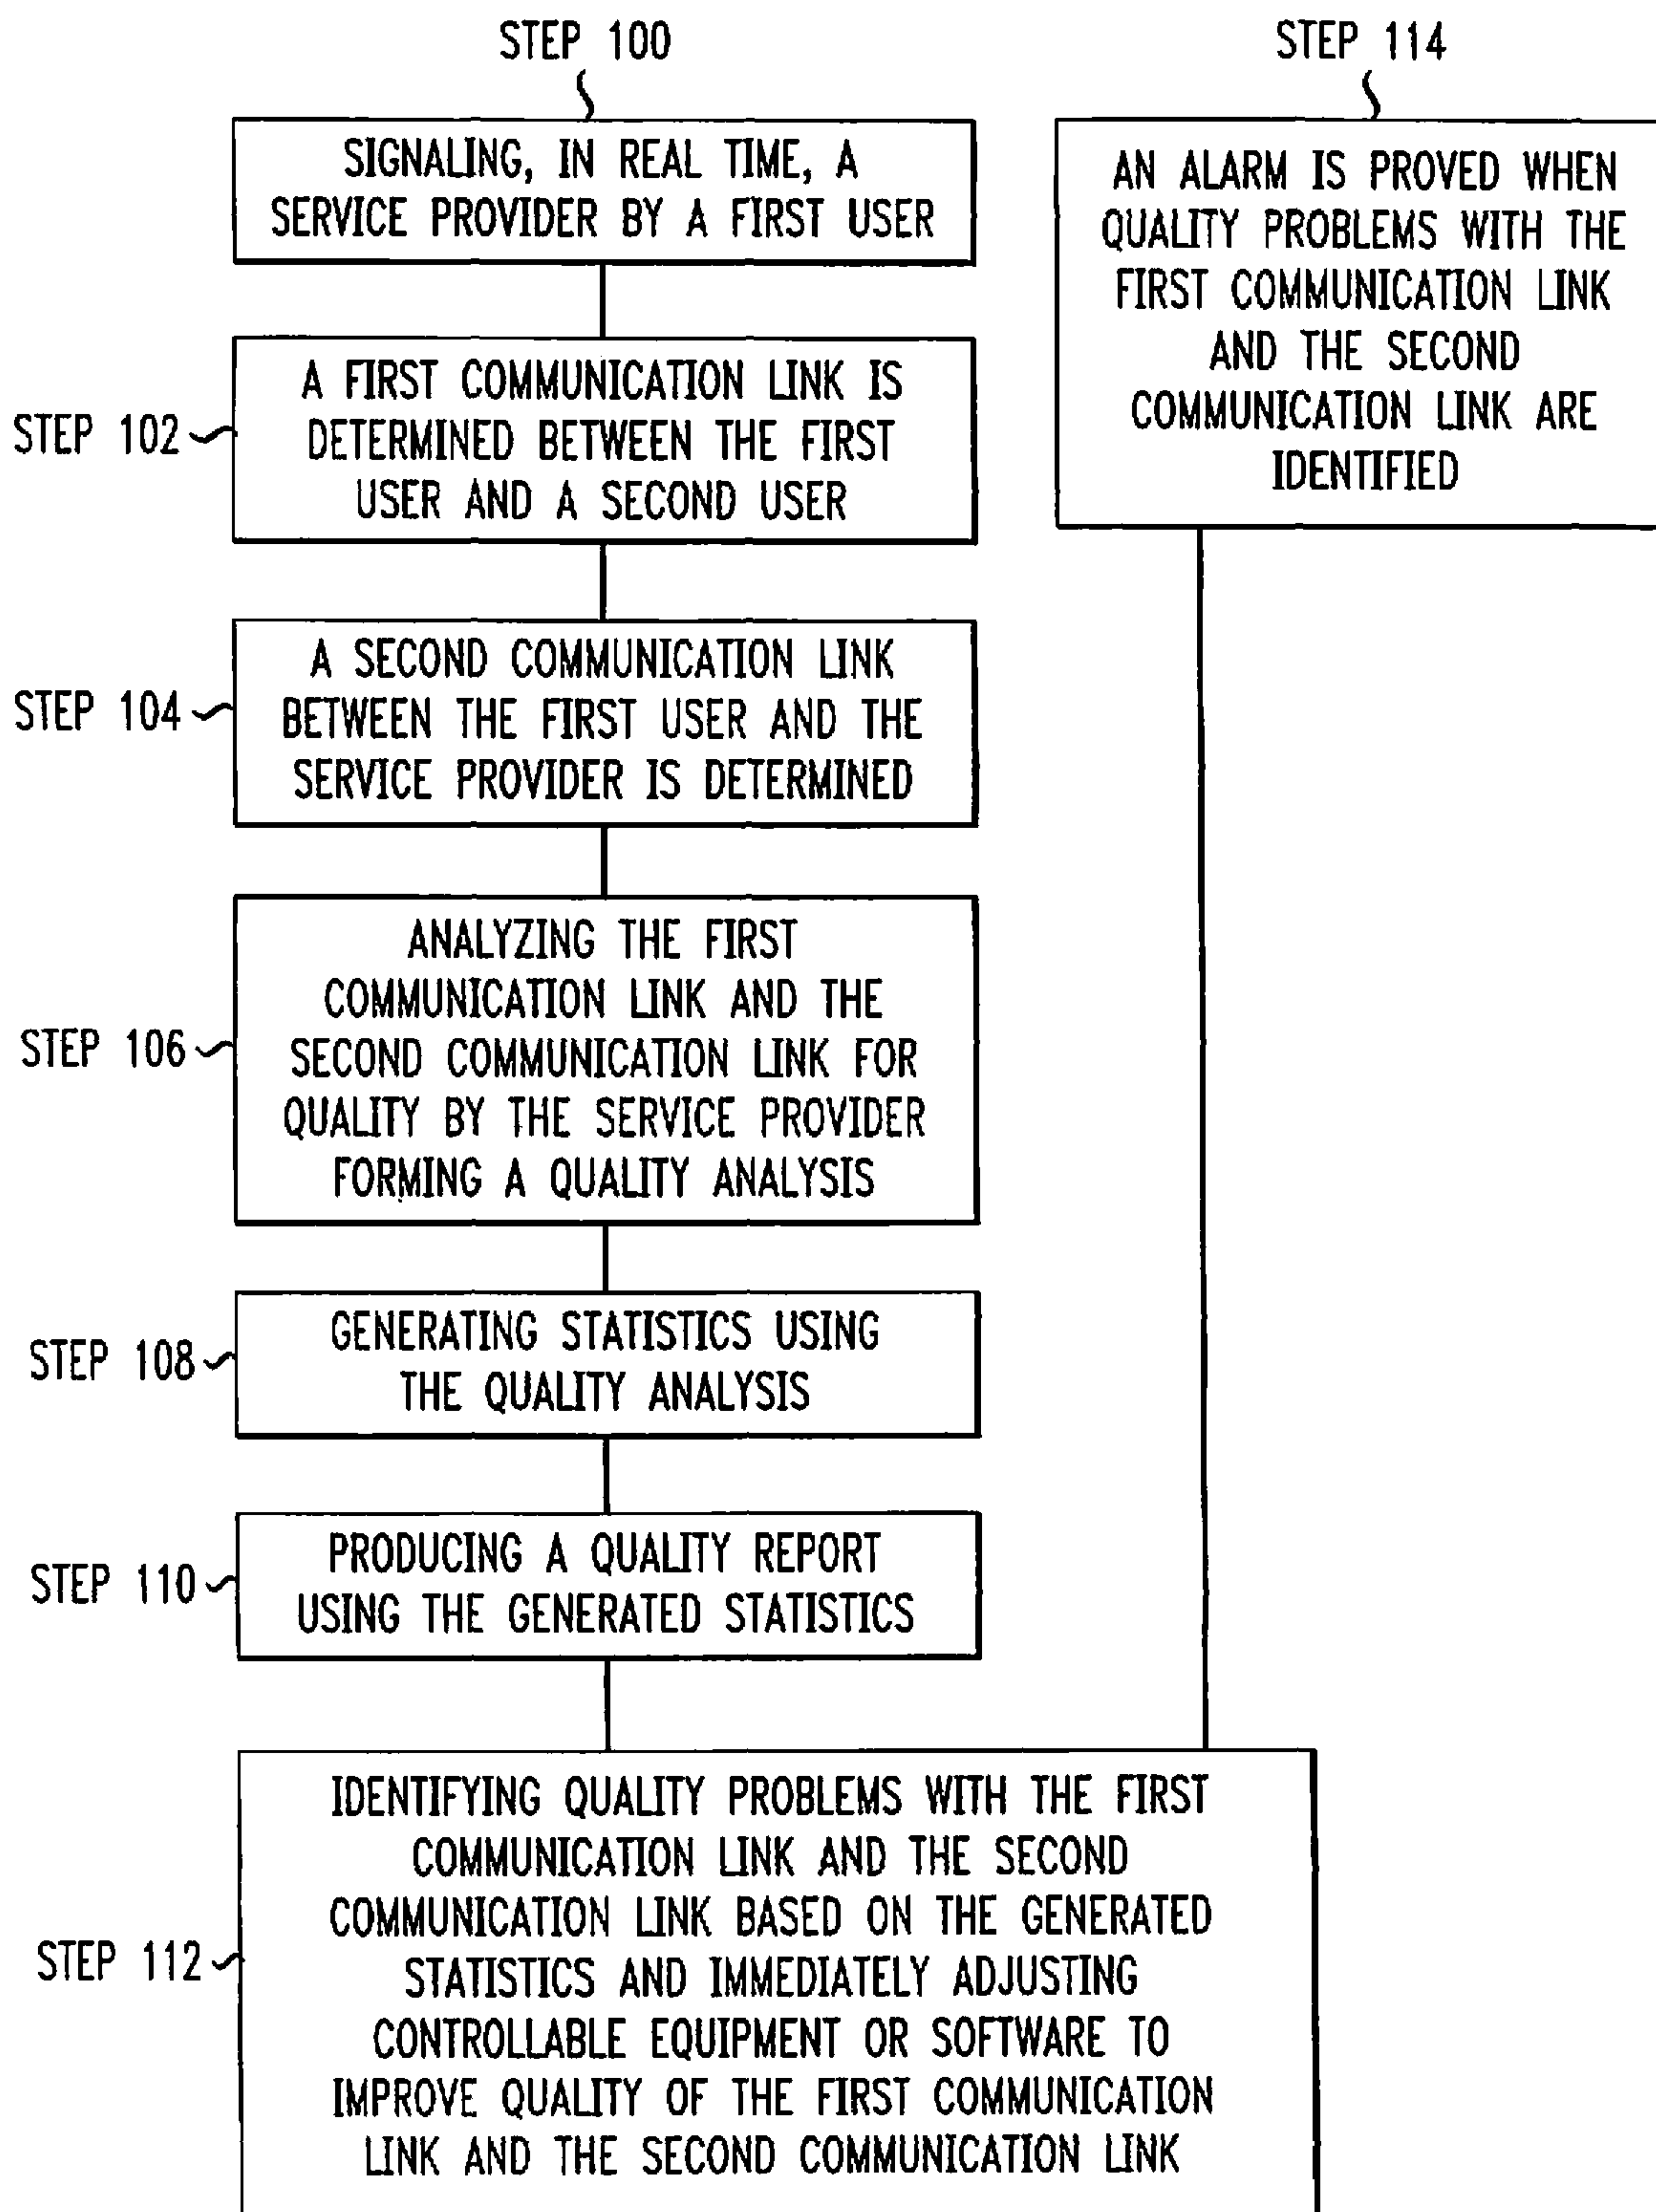 STEP 100
SIGNALING, IN REAL TIME, A
SERVICE PROVIDER BY A FIRST USER
STEP 102
A FIRST COMMUNICATION LINK IS
DETERMINED BETWEEN THE FIRST
USER AND A SECOND USER
STEP 104
A SECOND COMMUNICATION LINK
BETWEEN THE FIRST USER AND THE
SERVICE PROVIDER IS DETERMINED
STEP 106
ANALYZING THE FIRST
COMMUNICATION LINK AND THE
SECOND COMMUNICATION LINK FOR
QUALITY BY THE SERVICE PROVIDER
FORMING A QUALITY ANALYSIS
STEP 108
GENERATING STATISTICS USING
THE QUALITY ANALYSIS
STEP 110
PRODUCING A QUALITY REPORT
USING THE GENERATED STATISTICS
STEP 112
IDENTIFYING QUALITY PROBLEMS WITH THE FIRST
COMMUNICATION LINK AND THE SECOND
COMMUNICATION LINK BASED ON THE GENERATED
STATISTICS AND IMMEDIATELY ADJUSTING
CONTROLLABLE EQUIPMENT OR SOFTWARE TO
IMPROVE QUALITY OF THE FIRST COMMUNICATION
LINK AND THE SECOND COMMUNICATION LINK
STEP 114
AN ALARM IS PROVED WHEN
QUALITY PROBLEMS WITH THE
FIRST COMMUNICATION LINK
AND THE SECOND
COMMUNICATION LINK ARE
IDENTIFIED